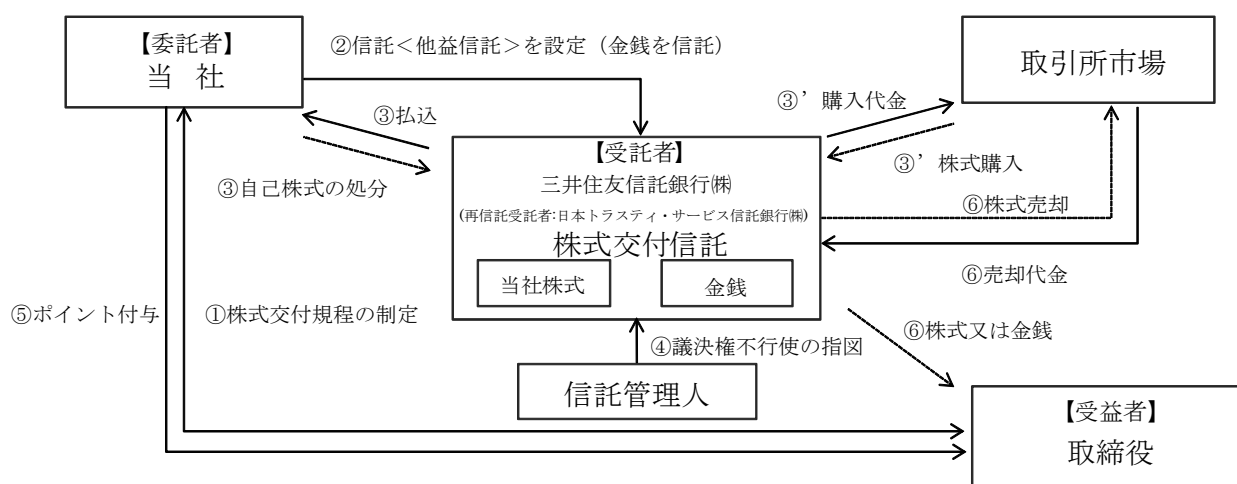 【委託者】
当 社
②信託<他益信託>を設定（金銭を信託）
取引所市場
③払込
③自己株式の処分
③’購入代金
③’株式購入
【受託者】
三井住友信託銀行㈱
(再信託受託者:日本トラスティ・サービス信託銀行㈱)
株式交付信託
当社株式
金銭
⑥株式売却
⑥売却代金
⑤ポイント付与
①株式交付規程の制定
④議決権不行使の指図
⑥株式又は金銭
信託管理人
【受益者】
取締役